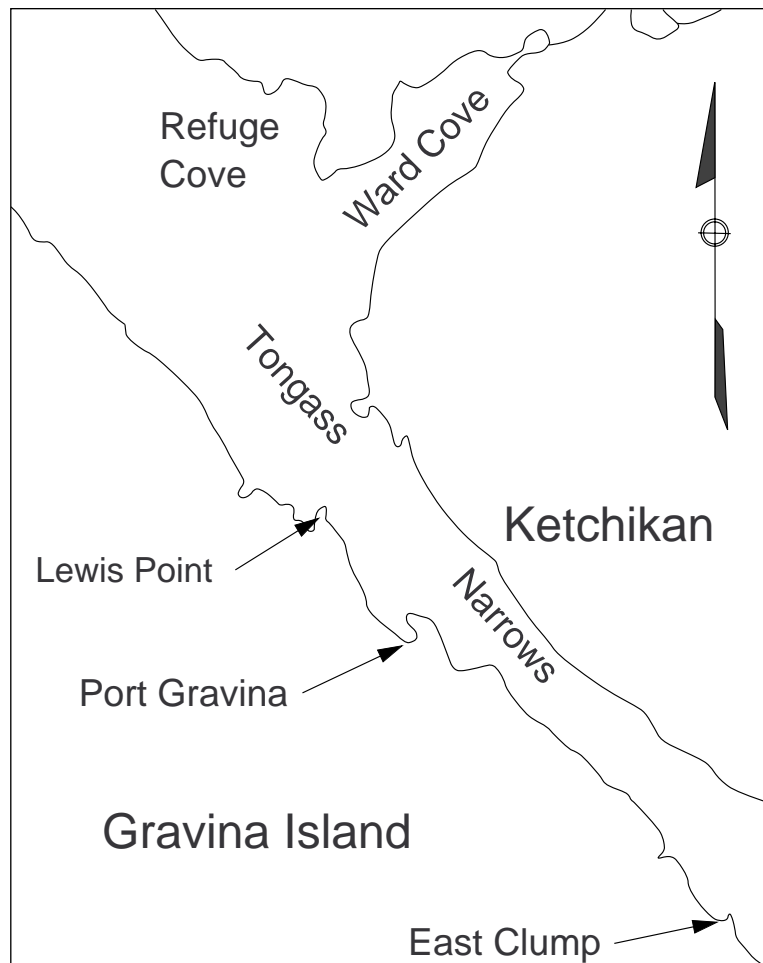 Refuge
Cove
Ward Cove
Tongass
Ketchikan
Lewis Point
Narrows
Port Gravina
Gravina Island
East Clump